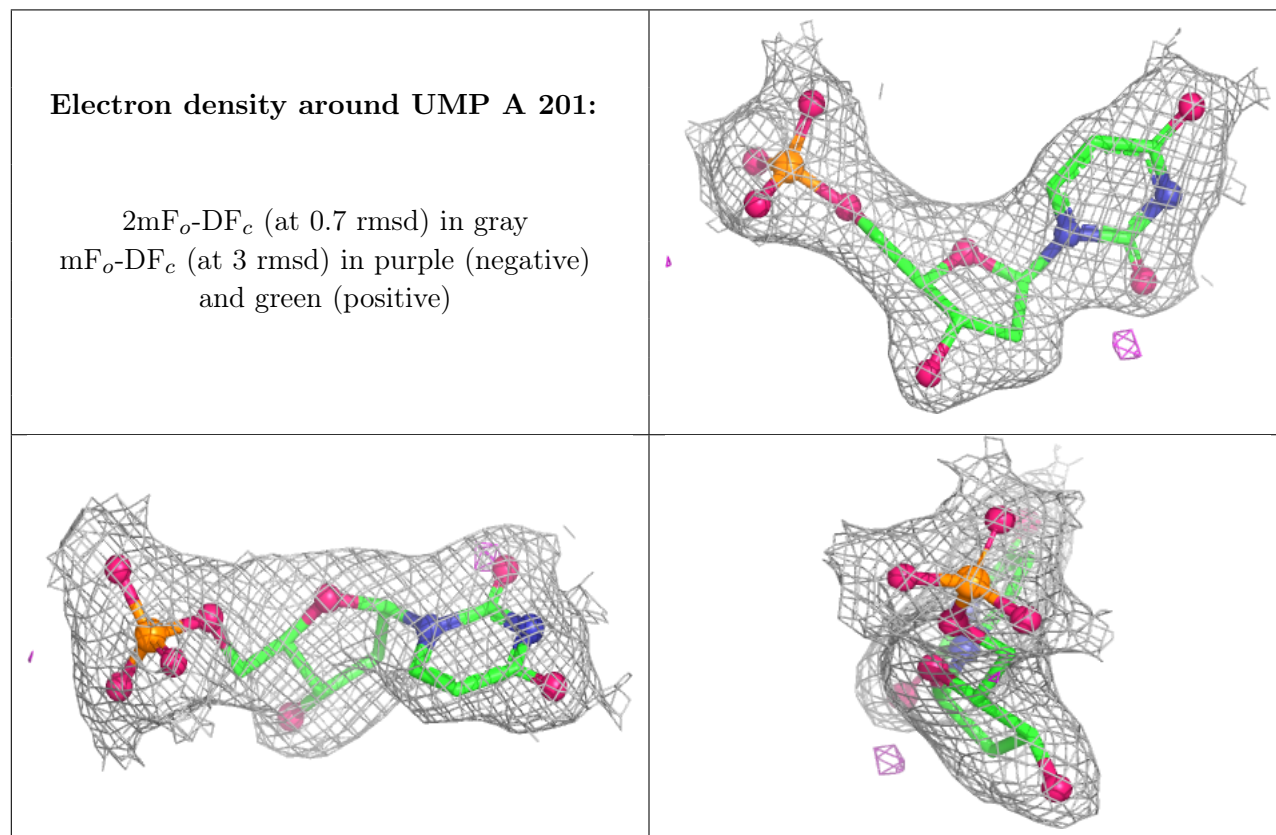 Electron density around UMP A 201:
2mFo-DFc (at 0.7 rmsd) in gray
mFo-DFc (at 3 rmsd) in purple (negative)
and green (positive)